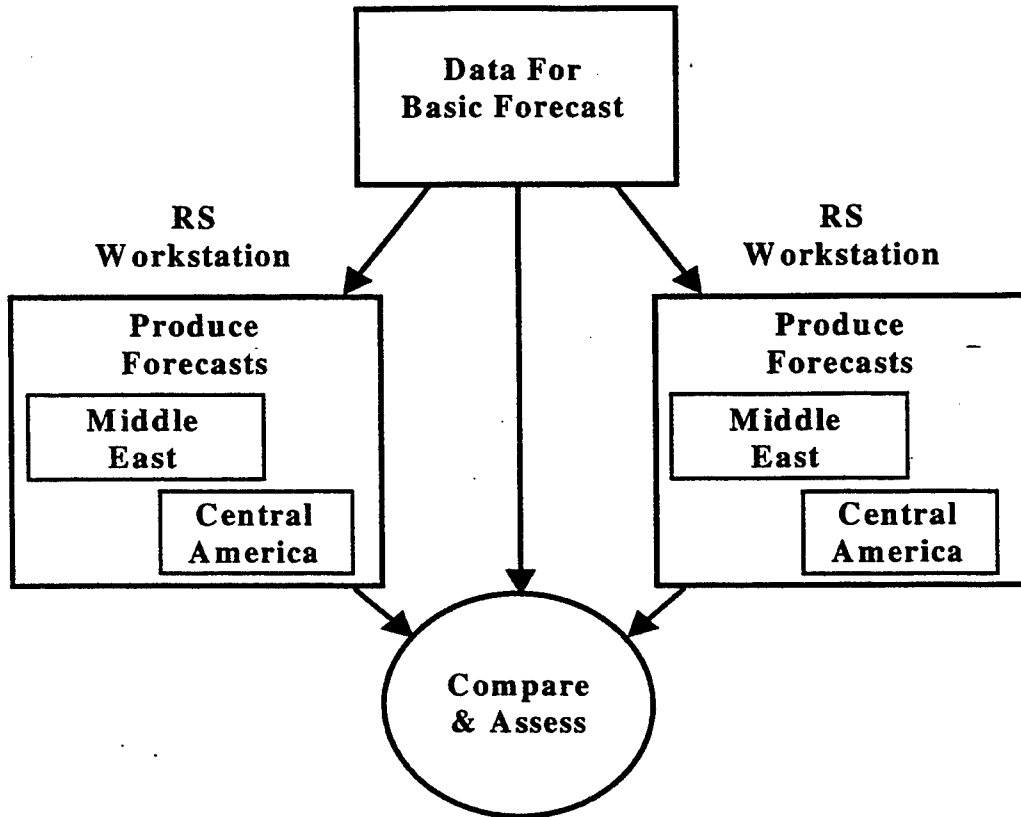 Data For
Basic Forecast
RS
Workstation
RS
Workstation
Produce
Forecasts
Middle
East
Central
America
Produce
Forecasts
Middle
East
Central
America
Compare
& Assess